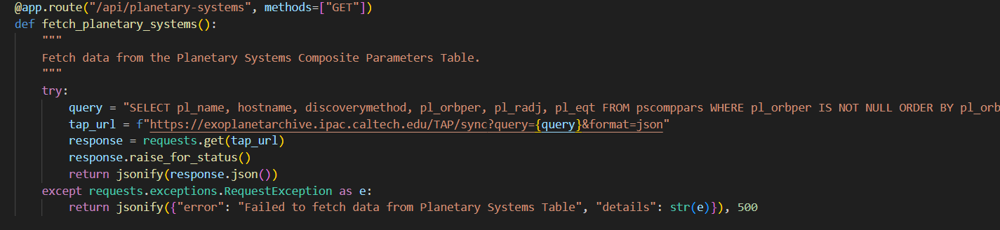 @app.route("/api/planetary-systems", methods=["GET"])
def fetch_planetary_systems():
"""
Fetch data from the Planetary Systems Composite Parameters Table.
"""
try:
query = "SELECT pl_name, hostname, discoverymethod, pl_orbper, pl_radj, pl_eqt FROM pscomppars WHERE pl_orbper IS NOT NULL ORDER BY pl_orb
tap_url = f"https://exoplanetarchive.ipac.caltech.edu/TAP/sync?query={query}&format=json"
response = requests.get(tap_url)
response.raise_for_status()
return jsonify(response.json())
except requests.exceptions.RequestException as e:
return jsonify({"error": "Failed to fetch data from Planetary Systems Table", "details": str(e)}), 500